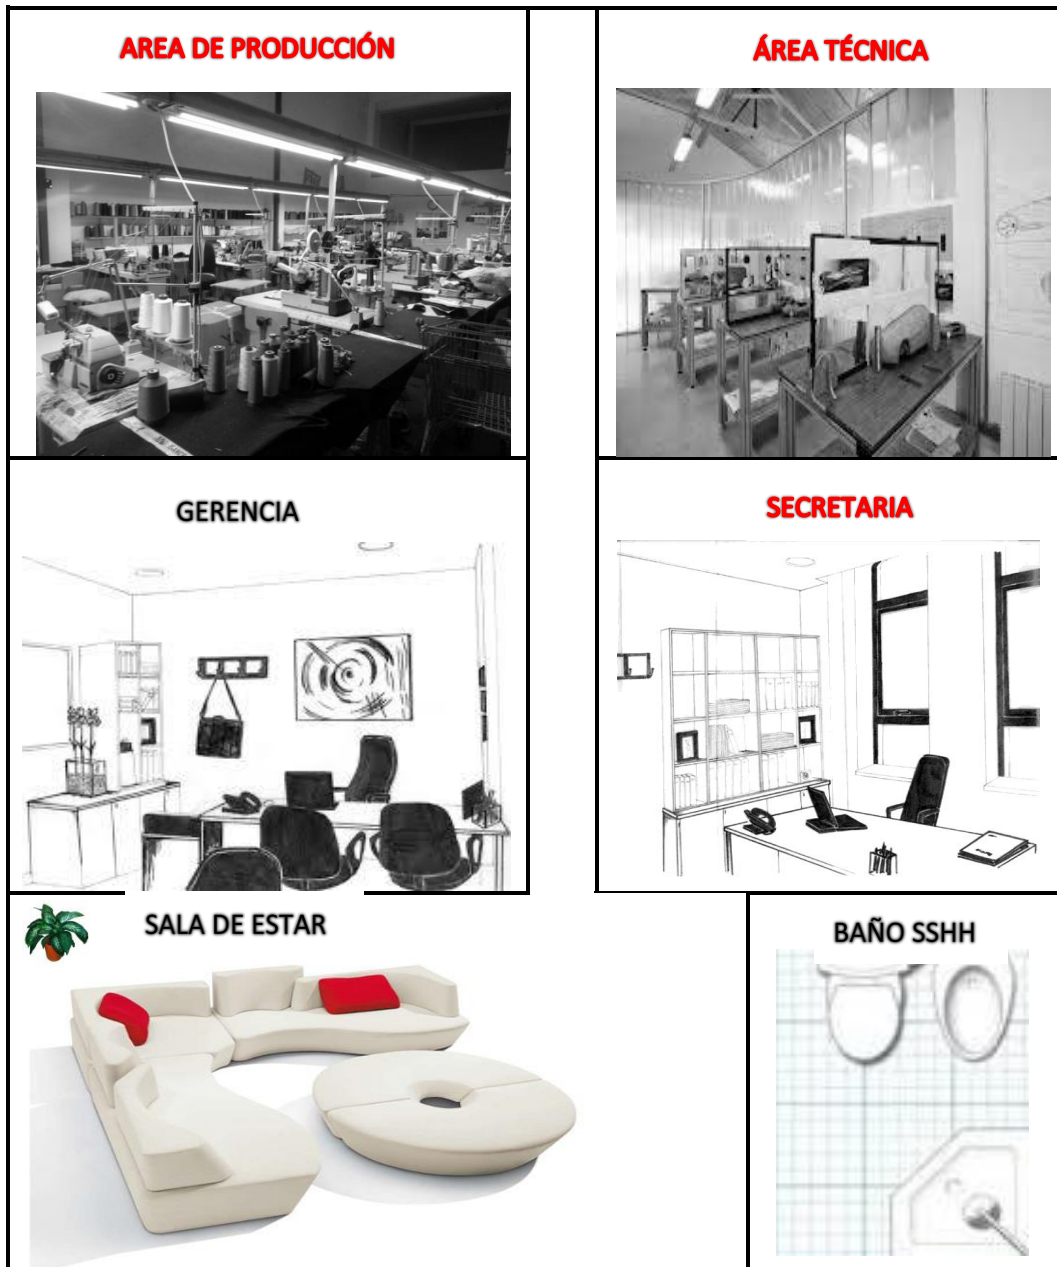 AREA DE PRODUCCIÓN
ÁREA TÉCNICA
GERENCIA
SECRETARIA
SALA DE ESTAR
BAÑO SSHH